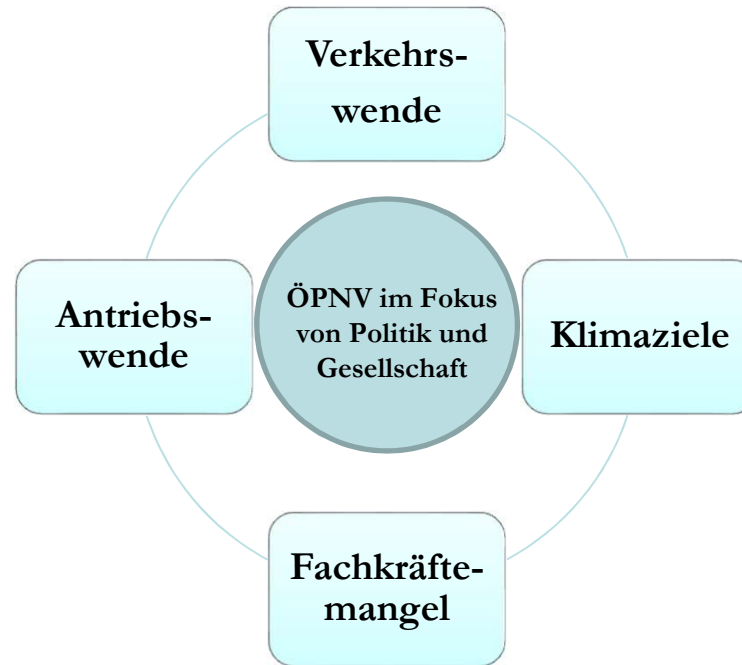 Verkehrs-
wende
Antriebs-
wende
ÖPNV im Fokus
von Politik und
Gesellschaft
Klimaziele
Fachkräfte-
mangel